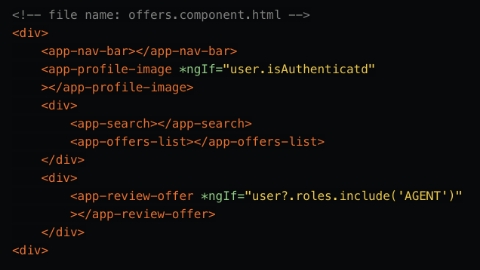 <!-- file name: offers.component.html -->
<div>
    <app-nav-bar></app-nav-bar>
    <app-profile-image *ngIf="user.isAuthenticatd"
    ></app-profile-image>
    <div>
        <app-search></app-search>
        <app-offers-list></app-offers-list>
    </div>
    <div>
        <app-review-offer *ngIf="user?.roles.include('AGENT')"
        ></app-review-offer>
    </div>
<div>